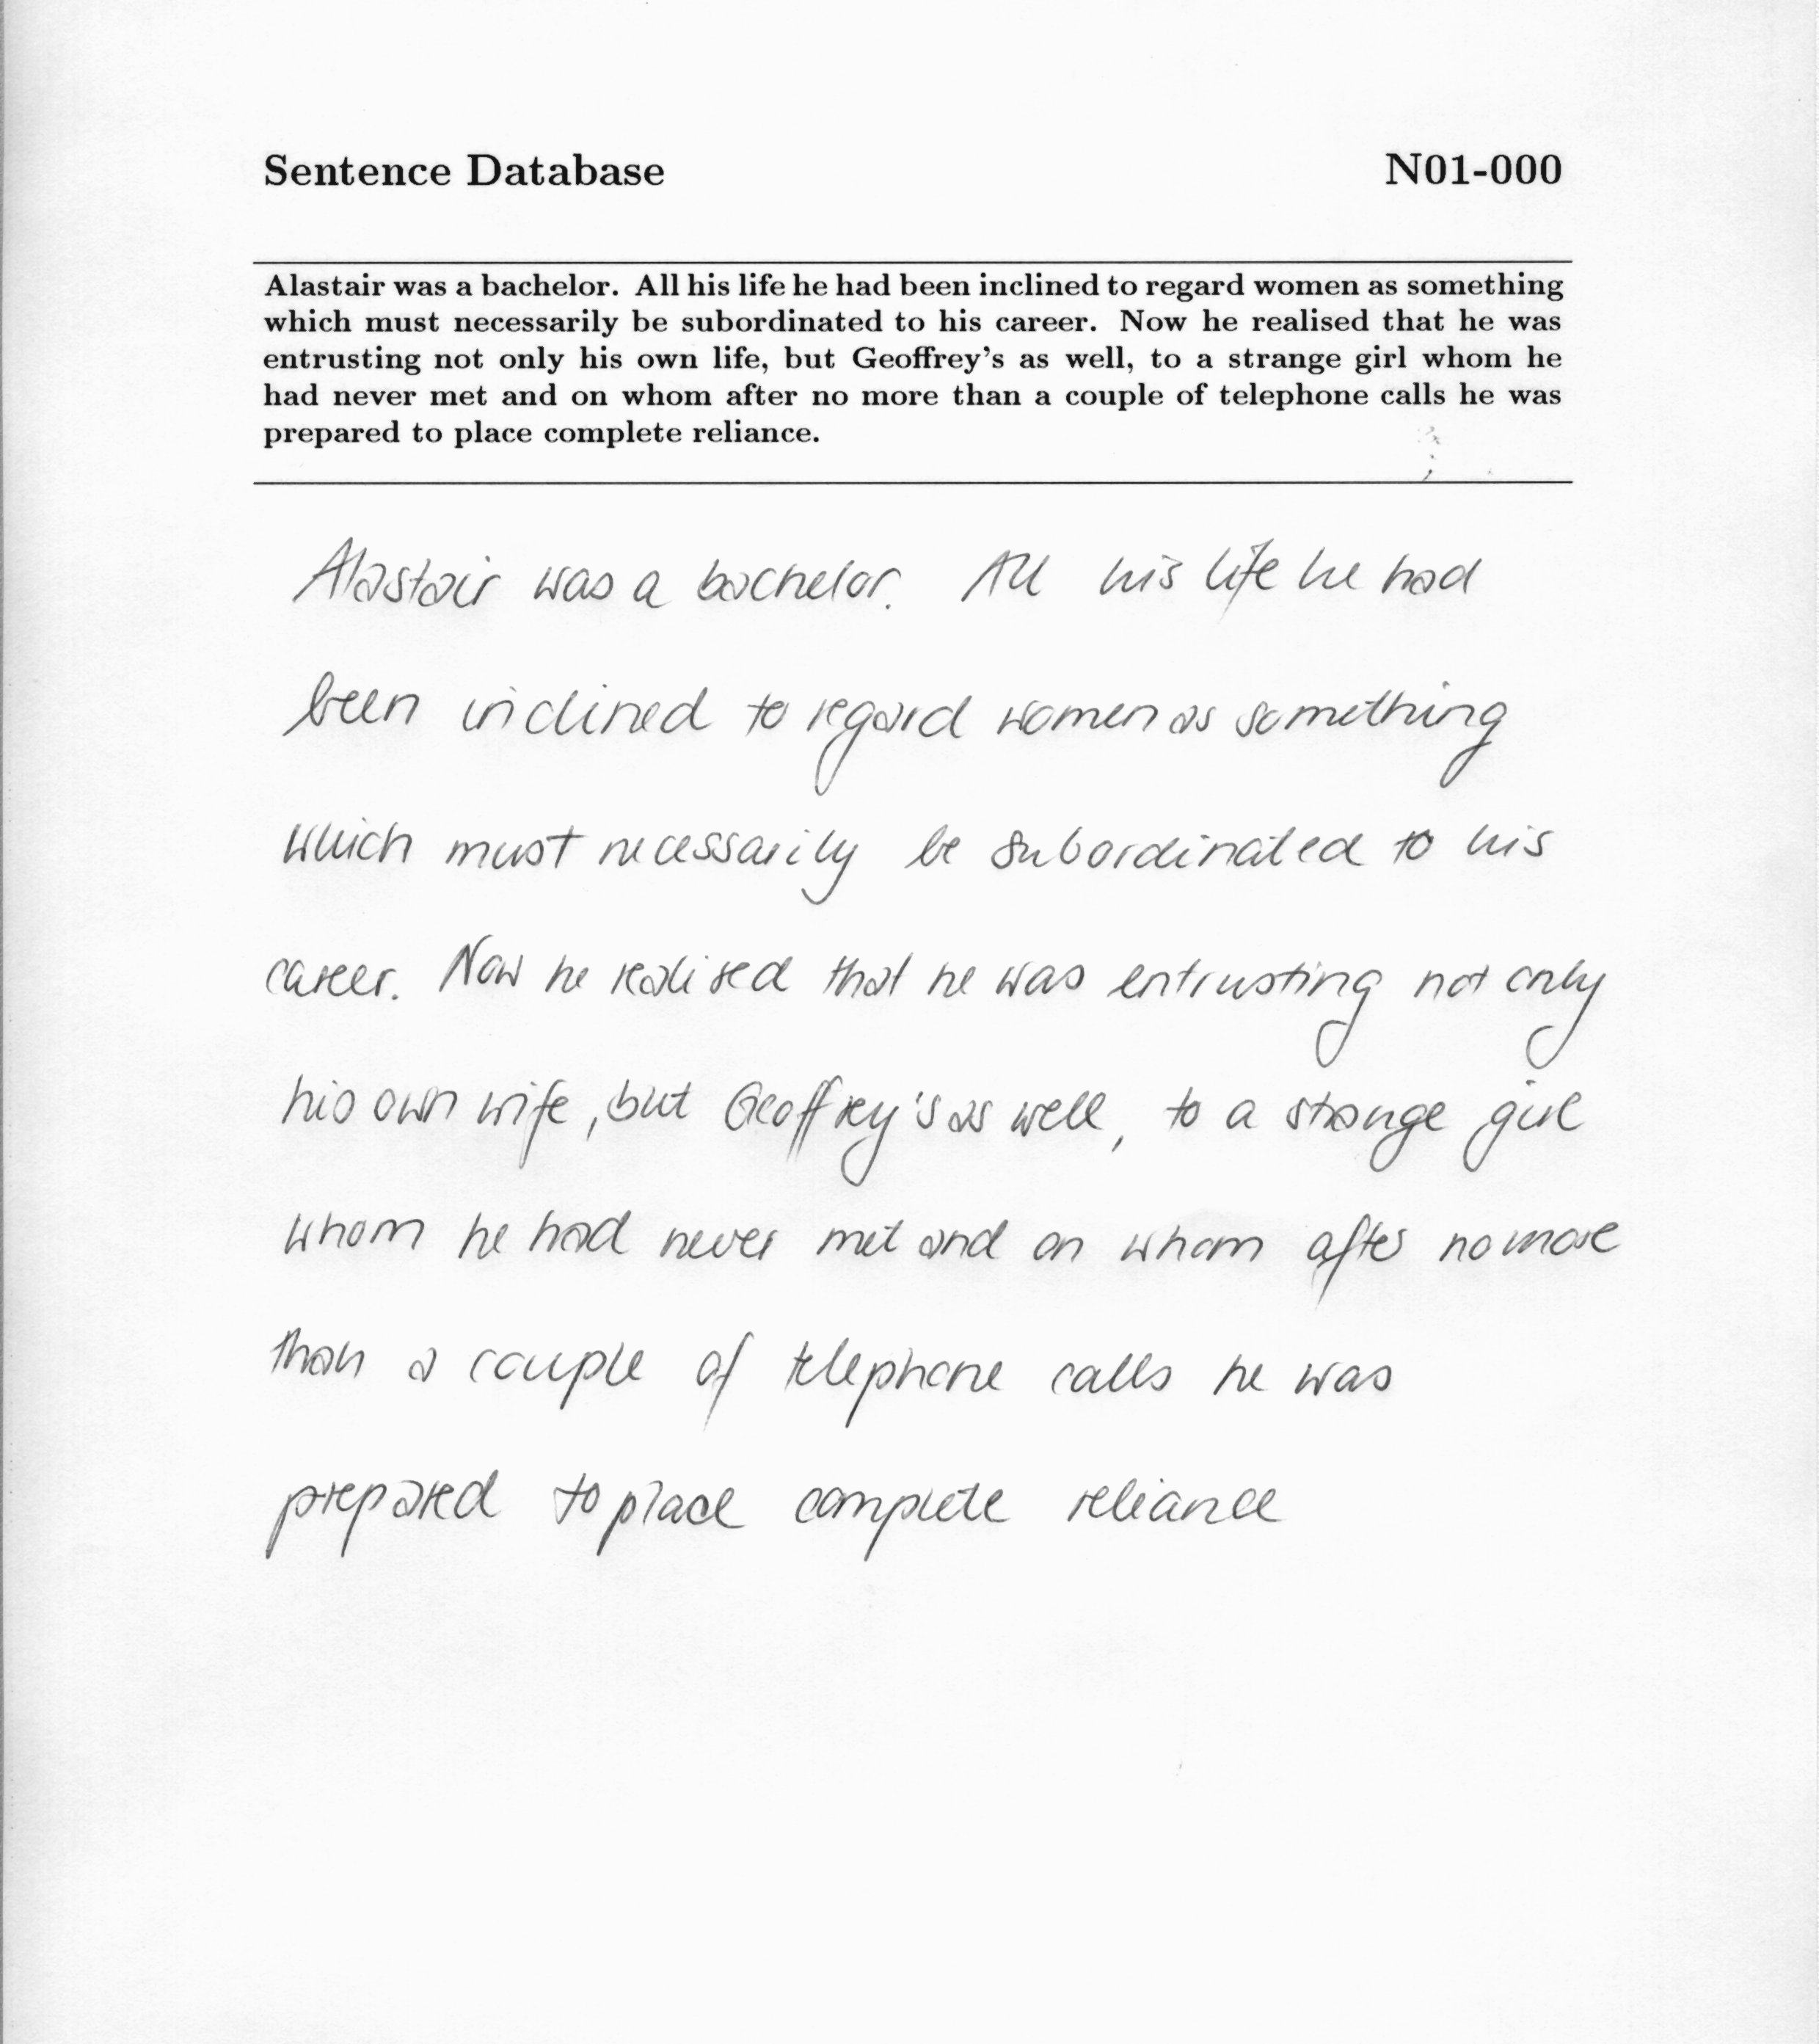 Sentence Database N01-000
Alastair was a bachelor. All his life he had been inclined to regard women as something
which must necessarily be subordinated to his career. Now he realised that he was
entrusting not only his own life, but Geoffrey's as well, to a strange girl whom he
had never met and on whom after no more than a couple of telephone calls he was
prepared to place complete reliance.
Alastair was a bachelor. All his life he had
been inclined to regard women as something
which must necessarily be subordinated to his
career. Now he realised that he was entrusting not only
his own wife, but Geoffrey's as well, to a strange girl
whom he had never met and on whom after no more
than a couple of telephone calls he was
prepared to place complete reliance